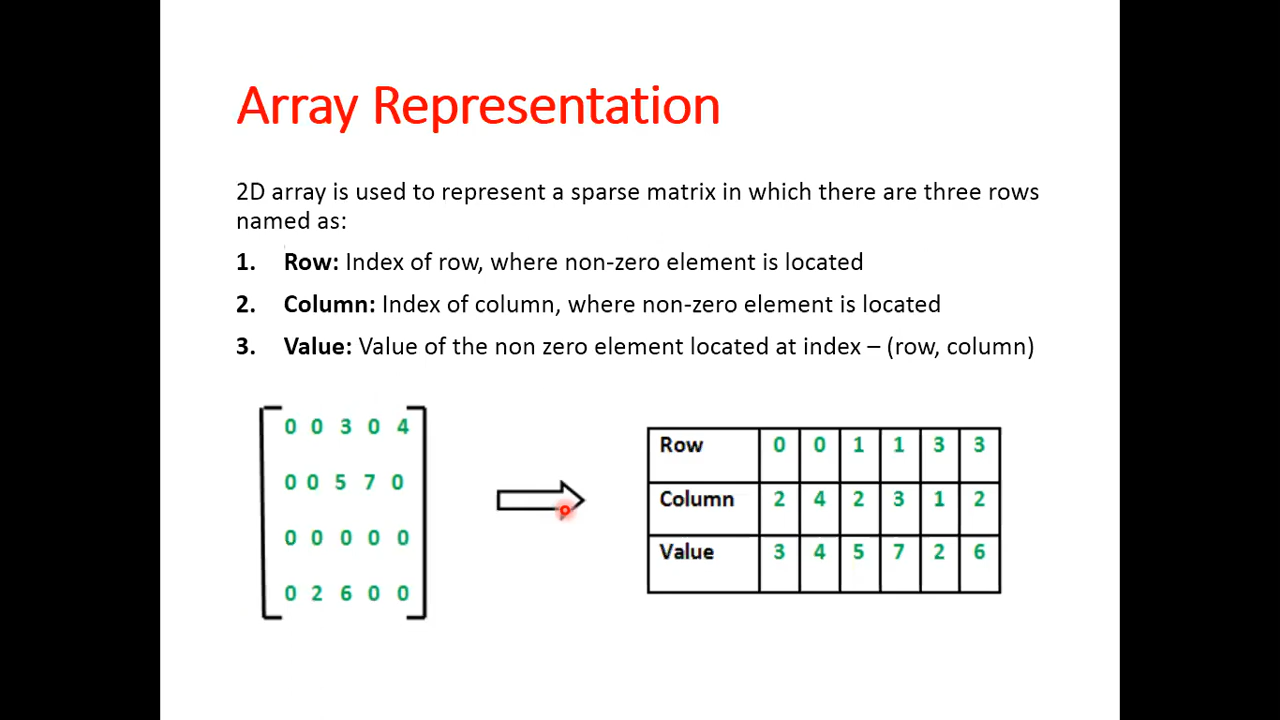 Array Representation
2D array is used to represent a sparse matrix in which there are three rows
named as:
1. Row: Index of row, where non-zero element is located
2. Column: Index of column, where non-zero element is located
3. Value: Value of the non zero element located at index – (row, column)
0 0 3 0 4
0 0 5 7 0
0 0 0 0 0
0 2 6 0 0
Row 0 0 1 1 3 3
Column 2 4 2 3 1 2
Value 3 4 5 7 2 6